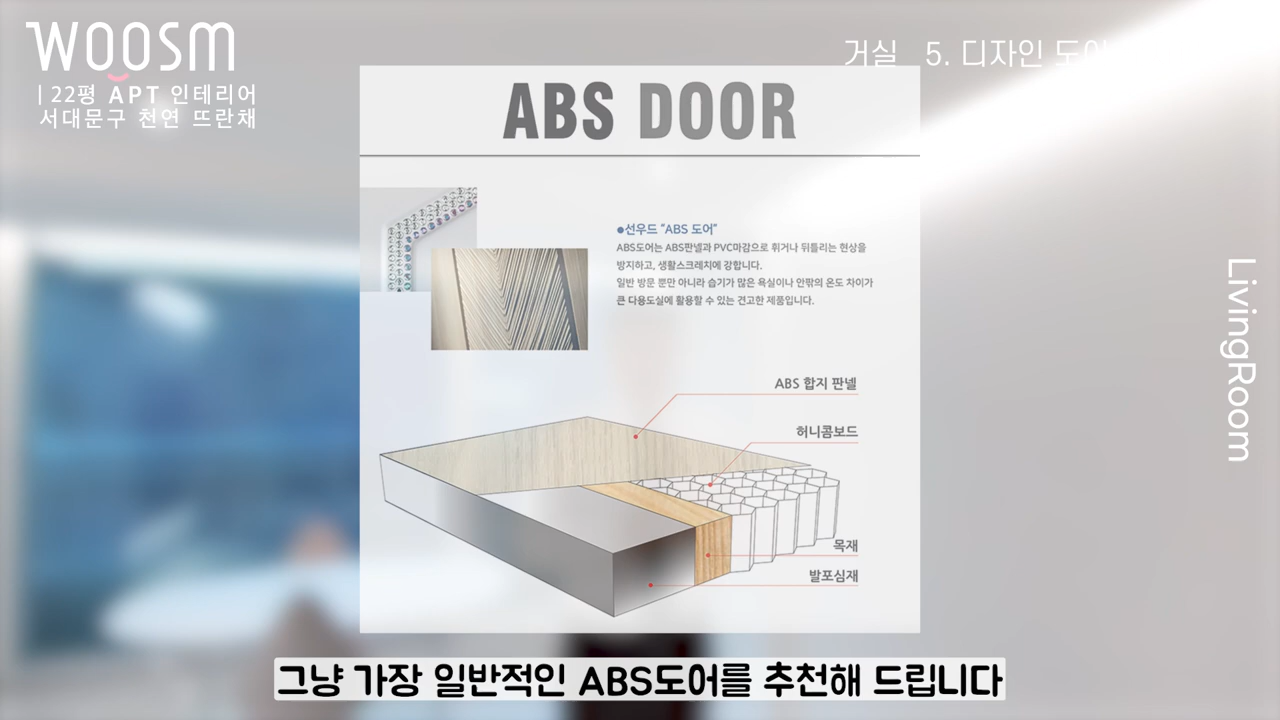 WOOSM
| 22평 APT 인테리어
서대문구 천연 뜨란채
거실 5. 디자인 도어
ABS DOOR
●선우드 "ABS 도어"
ABS도어는 ABS판넬과 PVC마감으로 휘거나 뒤틀리는 현상을
방지하고, 생활스크레치에 강합니다.
일반 방문 뿐만 아니라 습기가 많은 욕실이나 안팎의 온도 차이가
큰 다용도실에 활용할 수 있는 견고한 제품입니다.
ABS 합지 판넬
허니콤보드
목재
발포심재
LivingRoom
그냥 가장 일반적인 ABS도어를 추천해 드립니다